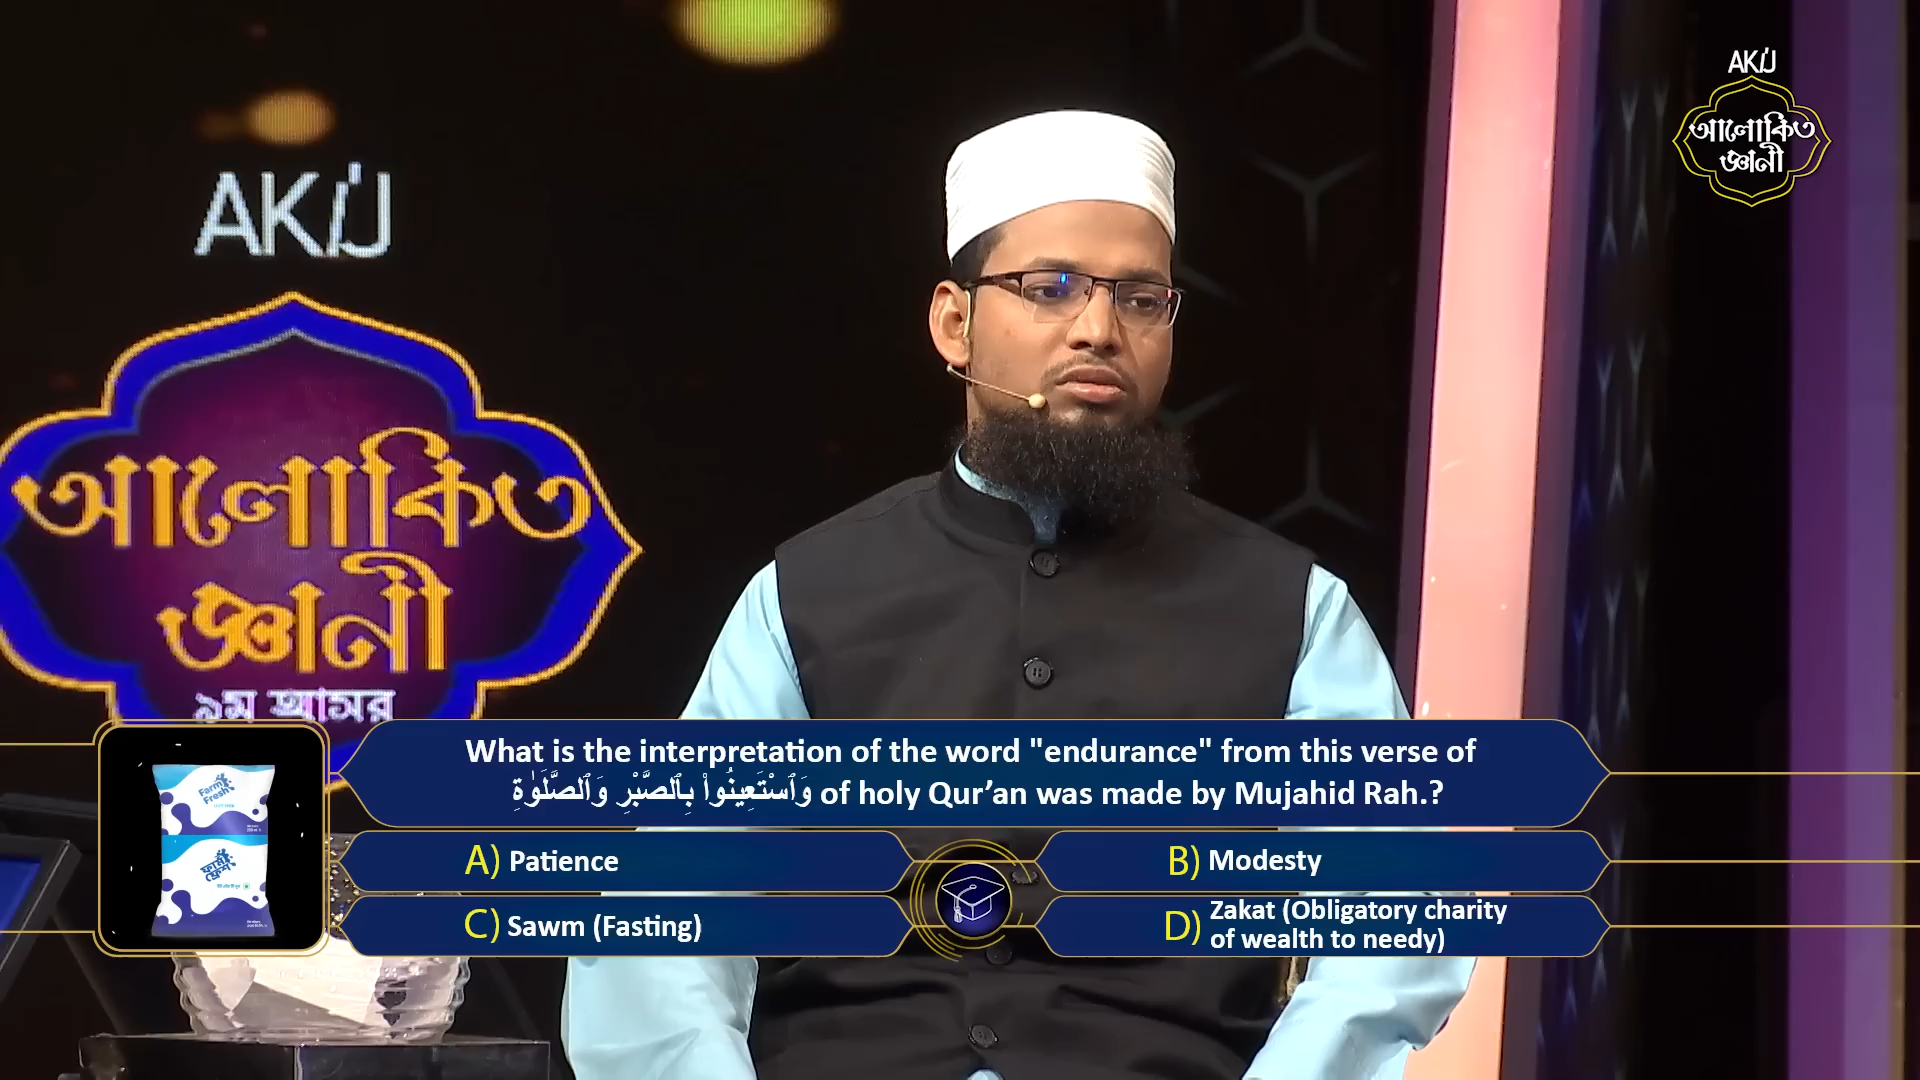 AKIJ
আলোকিত
জ্ঞানী
AKIJ
আলোকিত
জ্ঞানী
৯ম আসর
What is the interpretation of the word "endurance" from this verse of
وَٱسْتَعِينُوا۟ بِٱلصَّبْرِ وَٱلصَّلَوٰةِ of holy Qur’an was made by Mujahid Rah.?
A) Patience
B) Modesty
C) Sawm (Fasting)
D) Zakat (Obligatory charity
of wealth to needy)
Farm
Fresh
ফার্ম
ফ্রেশ